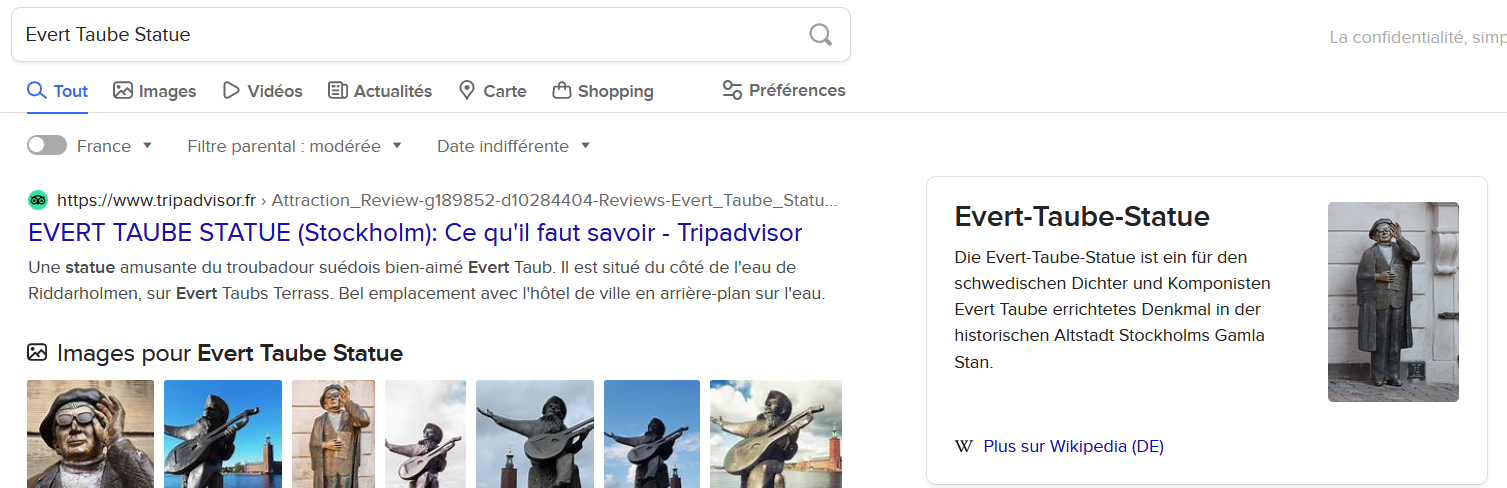 Evert Taube Statue
La confidentialité, simp
Tout Images Vidéos Actualités Carte Shopping Préférences
France Filtre parental : modérée Date indifférente
https://www.tripadvisor.fr › Attraction_Review-g189852-d10284404-Reviews-Evert_Taube_Statu...
EVERT TAUBE STATUE (Stockholm): Ce qu'il faut savoir - Tripadvisor
Une statue amusante du troubadour suédois bien-aimé Evert Taub. Il est situé du côté de l'eau de
Riddarholmen, sur Evert Taubs Terrass. Bel emplacement avec l'hôtel de ville en arrière-plan sur l'eau.
Images pour Evert Taube Statue
Evert-Taube-Statue
Die Evert-Taube-Statue ist ein für den
schwedischen Dichter und Komponisten
Evert Taube errichtetes Denkmal in der
historischen Altstadt Stockholms Gamla
Stan.
W Plus sur Wikipedia (DE)